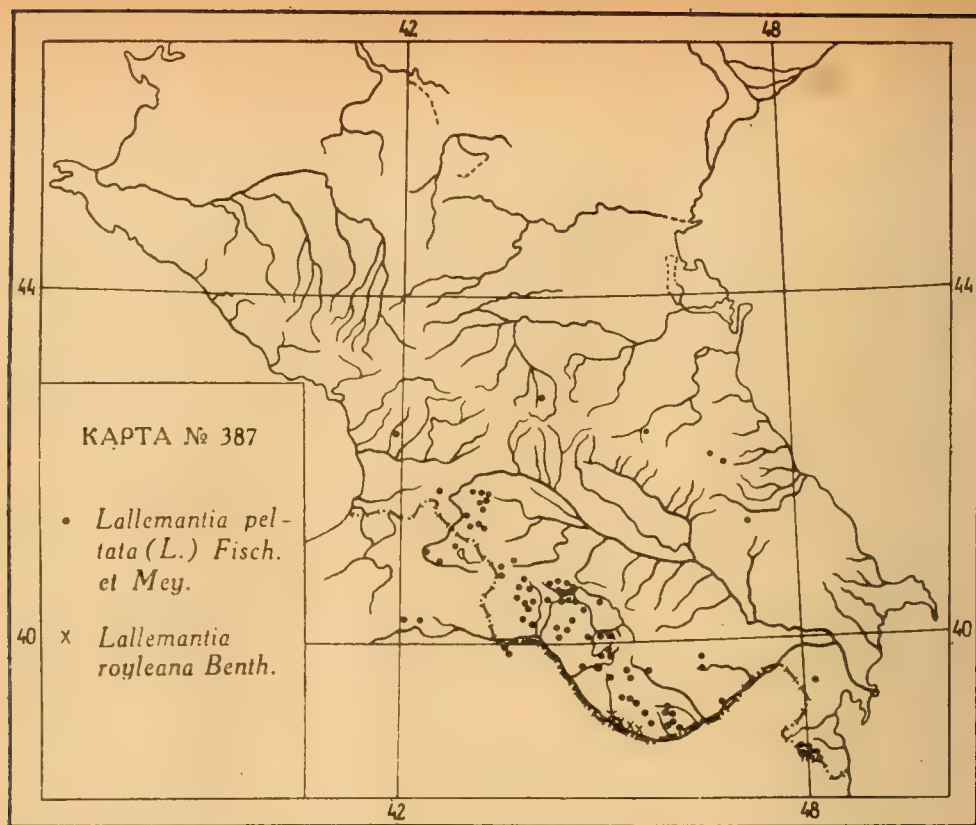 42 48
44 44
КАРТА № 387
• Lallemantia pel-
tata (L.) Fisch.
et Mey.
x Lallemantia
royleana Benth.
40 40
42 48